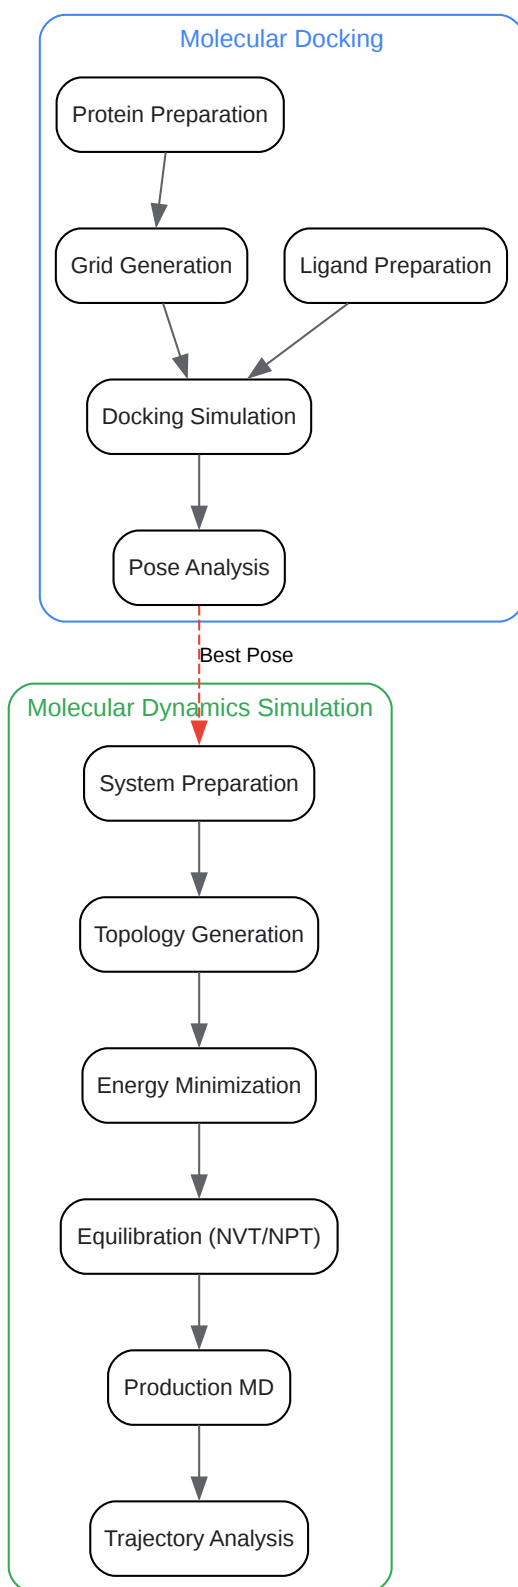 Molecular Docking
Protein Preparation
Grid Generation
Ligand Preparation
Docking Simulation
Pose Analysis
Best Pose
Molecular Dynamics Simulation
System Preparation
Topology Generation
Energy Minimization
Equilibration (NVT/NPT)
Production MD
Trajectory Analysis